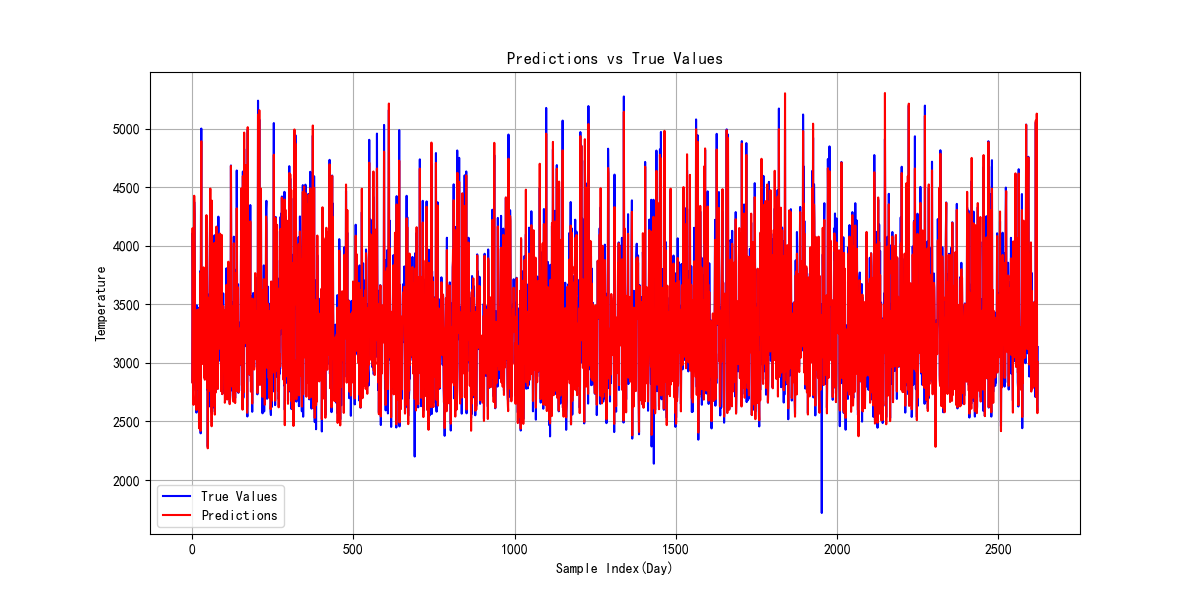 Predictions vs True Values
Temperature
5000
4500
4000
3500
3000
2500
2000
True Values
Predictions
0 500 1000 1500 2000 2500
Sample Index(Day)